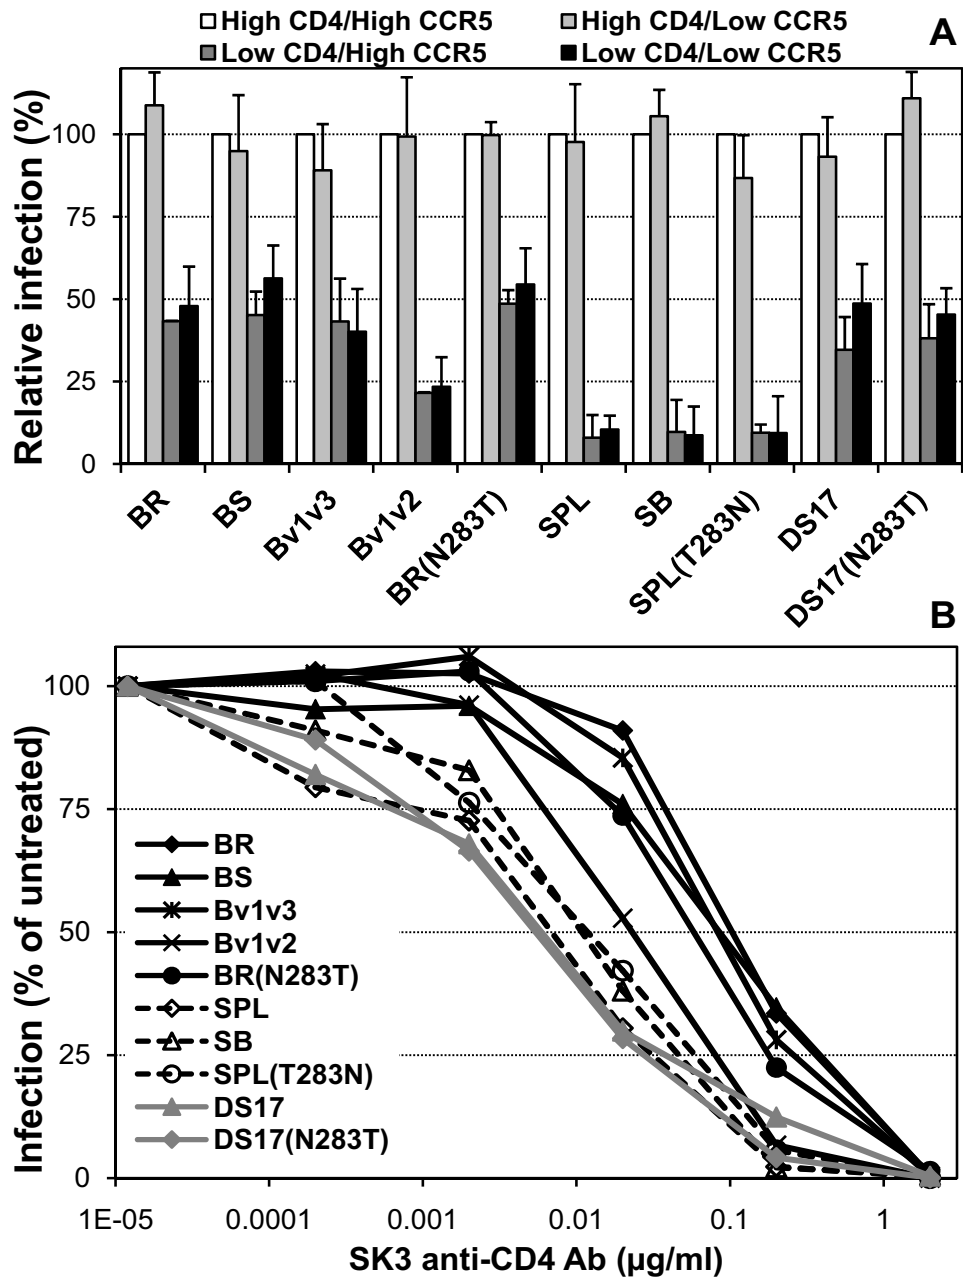 High CD4/High CCR5 High CD4/Low CCR5 A
Low CD4/High CCR5 Low CD4/Low CCR5
Relative infection (%)
100
75
50
25
0
BR BS Bv1v3 Bv1v2 BR(N283T) SPL SB SPL(T283N) DS17 DS17(N283T)
B
Infection (% of untreated)
100
75
50
25
0
BR
BS
Bv1v3
Bv1v2
BR(N283T)
SPL
SB
SPL(T283N)
DS17
DS17(N283T)
1E-05 0.0001 0.001 0.01 0.1 1
SK3 anti-CD4 Ab (µg/ml)